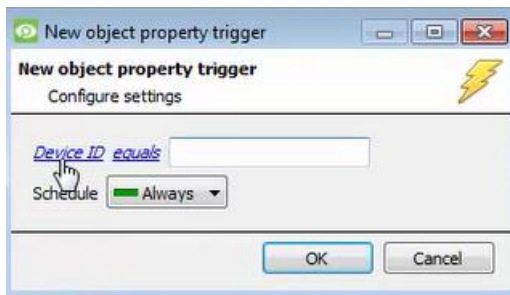 New object property trigger
New object property trigger
Configure settings
Device ID equals
Schedule Always
OK Cancel